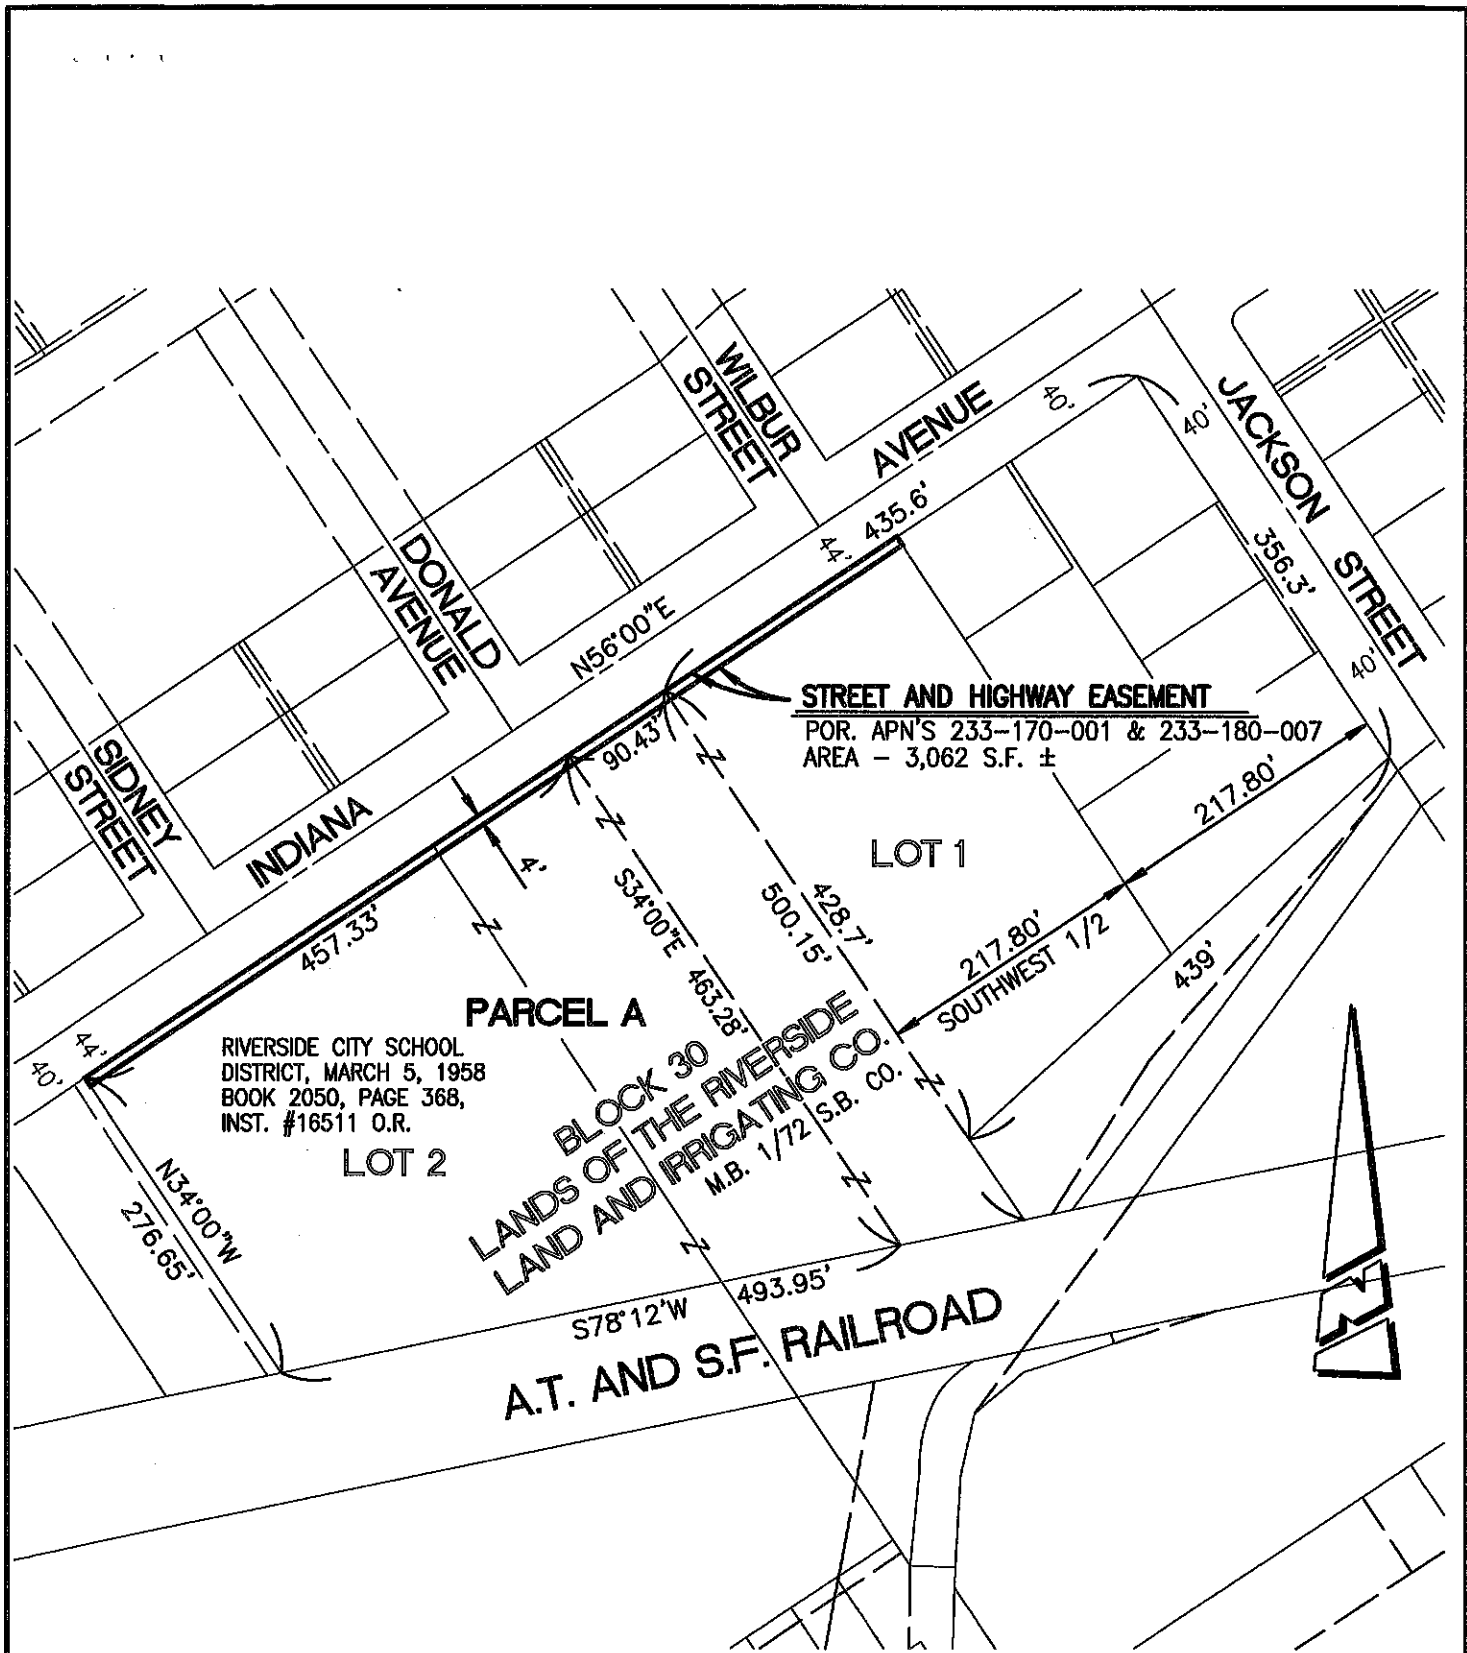 WILBUR
STREET
AVENUE
40'
40'
JACKSON
STREET
435.6'
44'
356.3'
40'
DONALD
AVENUE
N56°00"E
STREET AND HIGHWAY EASEMENT
POR. APN'S 233-170-001 & 233-180-007
AREA - 3,062 S.F. ±
90.43'
SIDNEY
STREET
INDIANA
4'
217.80'
LOT 1
S34°00"E 463.28'
428.7'
500.15'
457.33'
217.80'
SOUTHWEST 1/2
439'
PARCEL A
RIVERSIDE CITY SCHOOL
DISTRICT, MARCH 5, 1958
BOOK 2050, PAGE 368,
INST. #16511 O.R.
44'
40'
BLOCK 30
LANDS OF THE RIVERSIDE
LAND AND IRRIGATING CO.
M.B. 1/72 S.B. CO.
LOT 2
N34°00"W
276.65'
S78°12'W 493.95'
A.T. AND S.F. RAILROAD
N